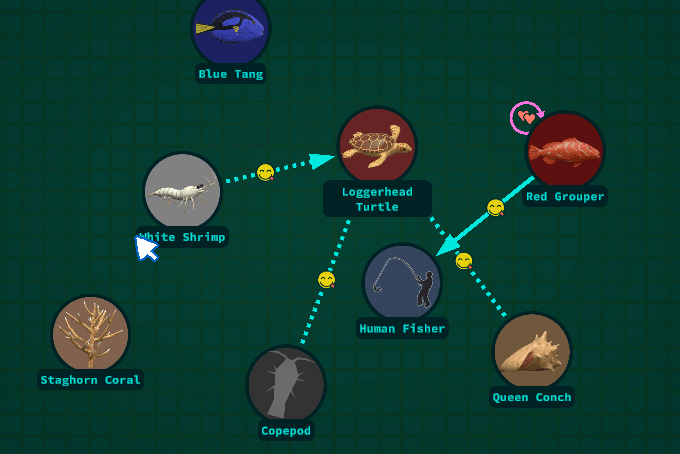 Blue Tang
Loggerhead
Turtle
Red Grouper
White Shrimp
Human Fisher
Staghorn Coral
Queen Conch
Copepod